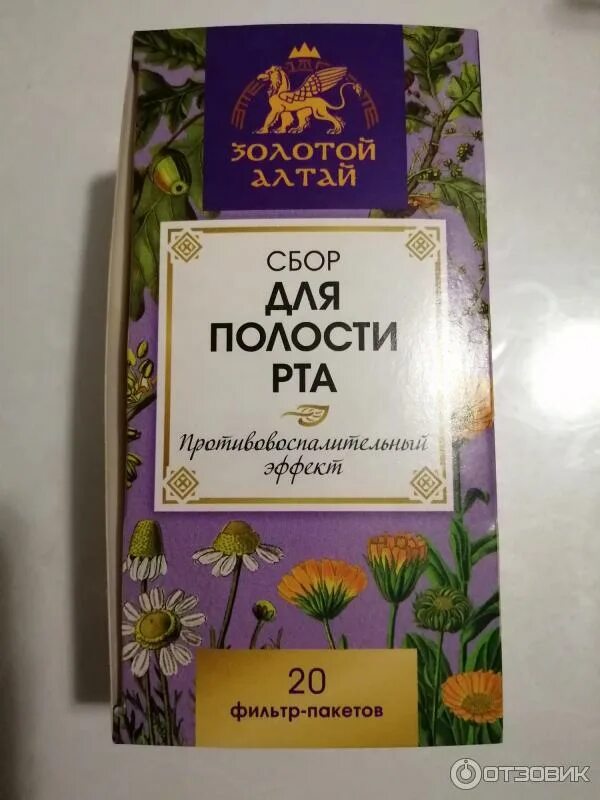 ЗОЛОТОЙ
АЛТАЙ
СБОР
ДЛЯ
ПОЛОСТИ
РТА
Противовоспалительный
эффект
20
фильтр-пакетов
ОТЗОВИК